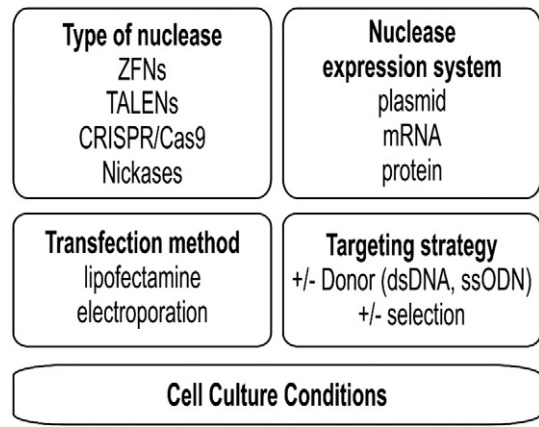 Type of nuclease
ZFNs
TALENs
CRISPR/Cas9
Nickases
Nuclease
expression system
plasmid
mRNA
protein
Transfection method
lipofectamine
electroporation
Targeting strategy
+/- Donor (dsDNA, ssODN)
+/- selection
Cell Culture Conditions